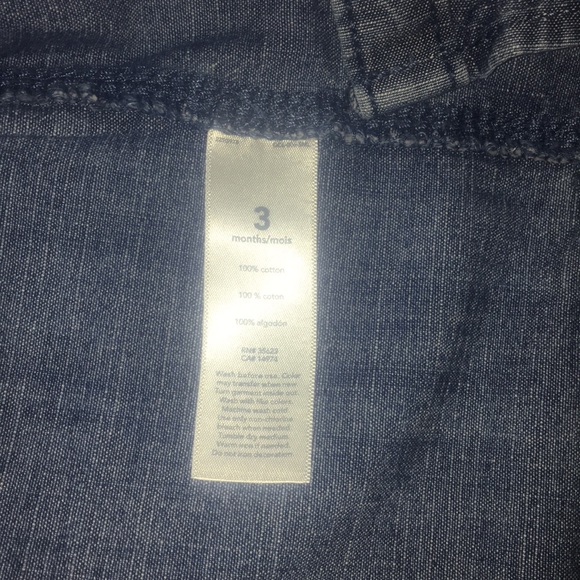 3
months/mois
100% cotton
100 % coton
100% algodón
RN# 35623
CA# 14974
Wash before use. Color
may transfer when new.
Turn garment inside out.
Wash with like colors.
Machine wash cold.
Use only non-chlorine
bleach when needed.
Tumble dry medium.
Warm iron if needed.
Do not iron decoration.